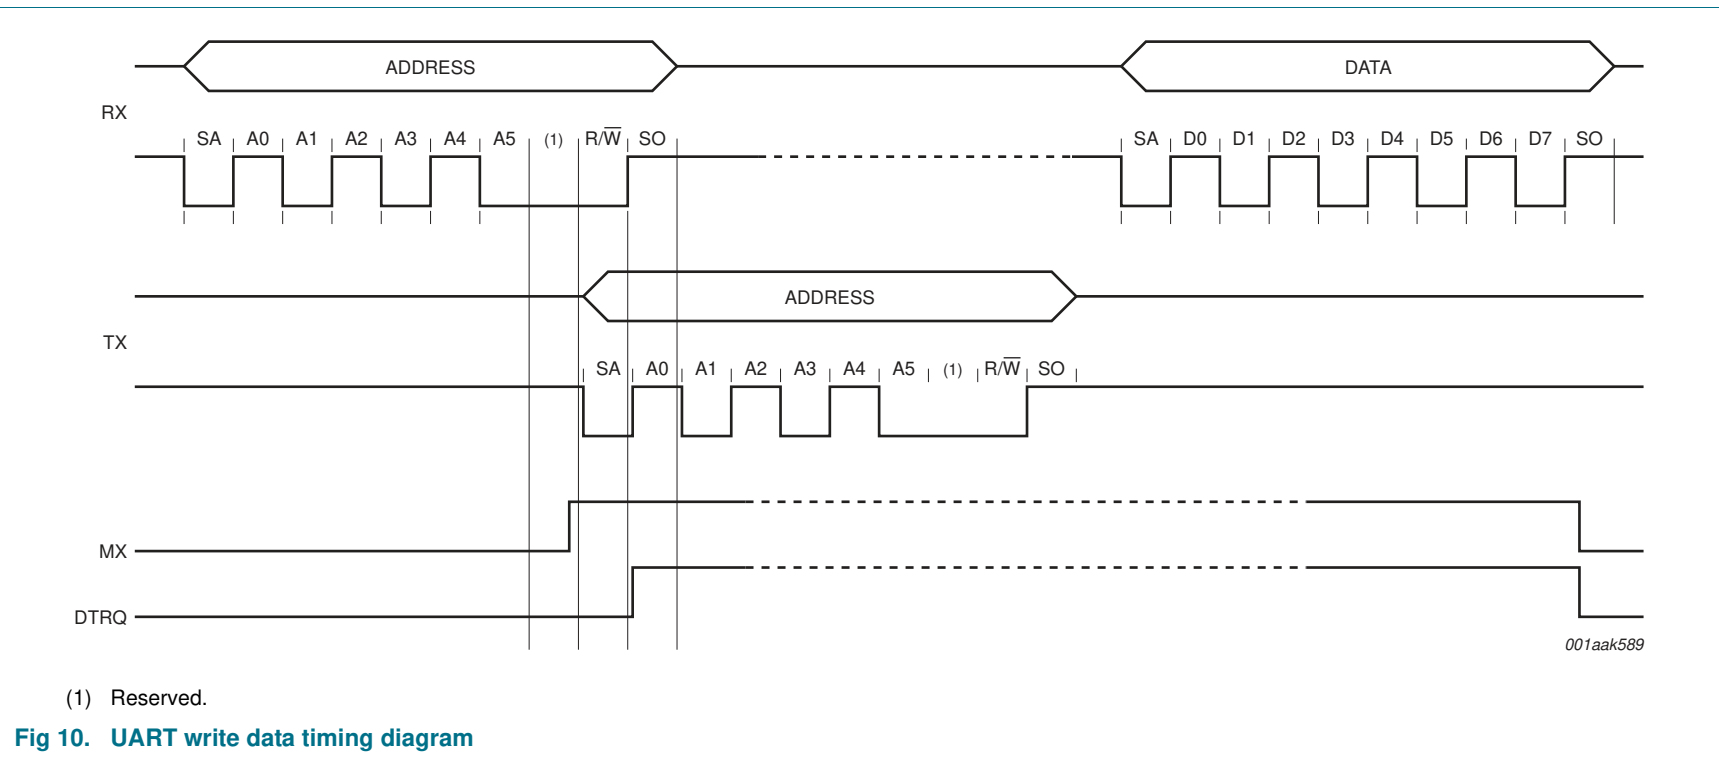 ADDRESS DATA
RX
SA A0 A1 A2 A3 A4 A5 (1) R/W̅ SO SA D0 D1 D2 D3 D4 D5 D6 D7 SO
ADDRESS
TX
SA A0 A1 A2 A3 A4 A5 (1) R/W̅ SO
MX
DTRQ
001aak589
(1) Reserved.
Fig 10. UART write data timing diagram